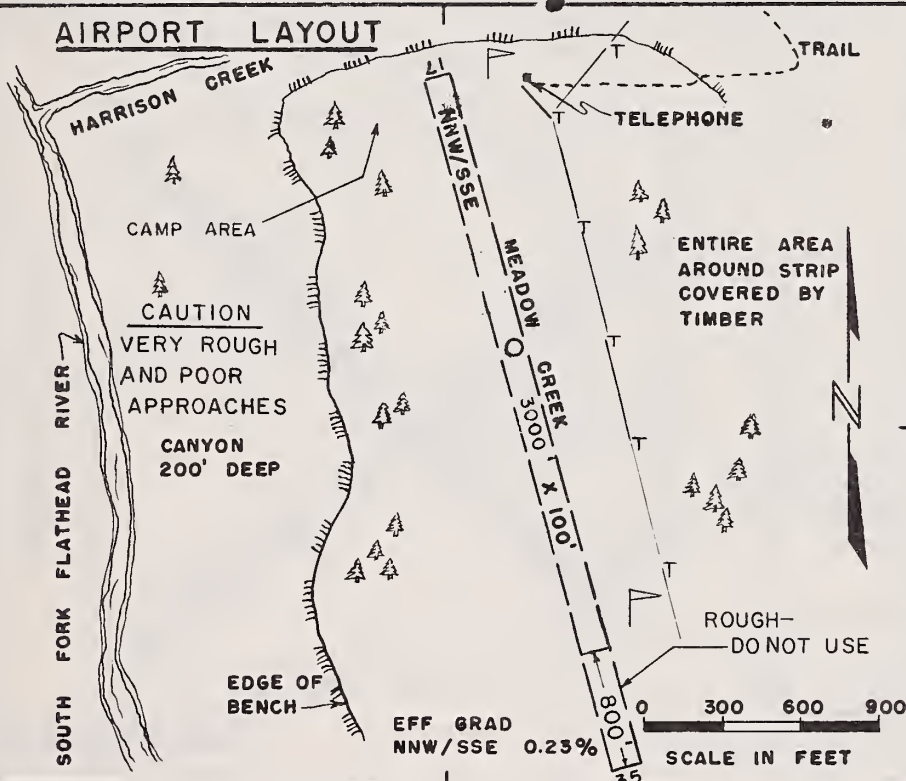 AIRPORT LAYOUT
HARRISON CREEK
TRAIL
TELEPHONE
17
NNW/SSE
CAMP AREA
ENTIRE AREA
AROUND STRIP
COVERED BY
TIMBER
CAUTION
VERY ROUGH
AND POOR
APPROACHES
CANYON
200' DEEP
SOUTH FORK FLATHEAD RIVER
MEADOW CREEK
3000' X 100'
N
T
T
T
T
T
T
ROUGH-
DO NOT USE
EDGE OF
BENCH
800'
35
EFF GRAD
NNW/SSE 0.23%
0 300 600 900
SCALE IN FEET